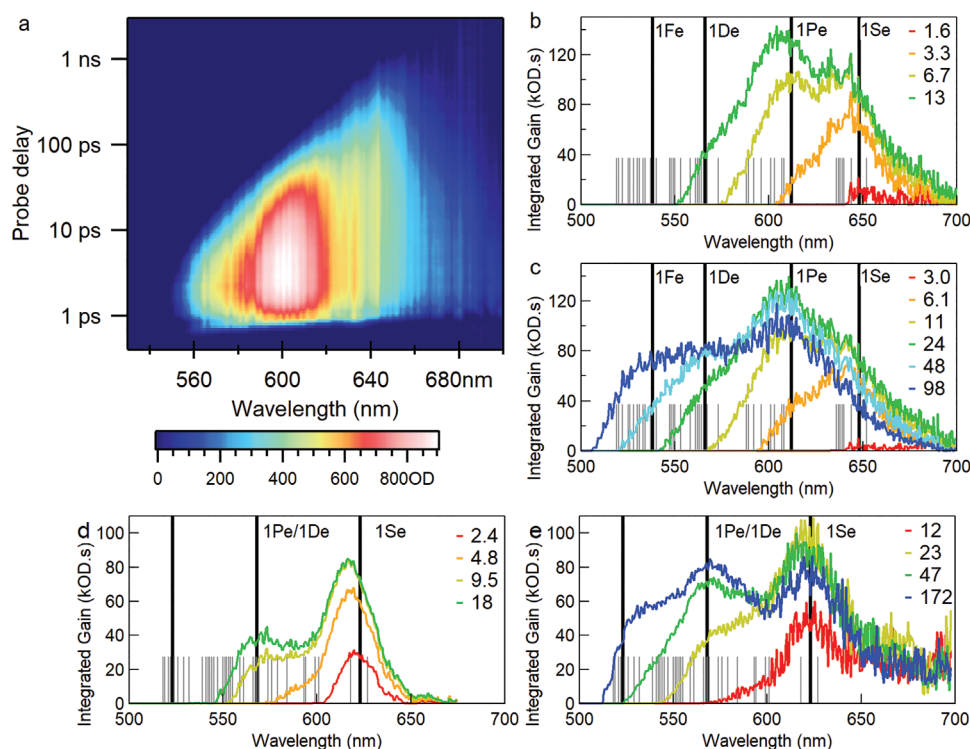 a
Probe delay
1 ns
100 ps
10 ps
1 ps
560
600
640
680nm
Wavelength (nm)
0
200
400
600
800OD
b
Integrated Gain (kOD.s)
120
80
40
0
1Fe
1De
1Pe
1Se
1.6
3.3
6.7
13
500
550
600
650
700
Wavelength (nm)
c
Integrated Gain (kOD.s)
120
80
40
0
1Fe
1De
1Pe
1Se
3.0
6.1
11
24
48
98
500
550
600
650
700
Wavelength (nm)
d
Integrated Gain (kOD.s)
100
80
60
40
20
0
1Pe/1De
1Se
2.4
4.8
9.5
18
500
550
600
650
700
Wavelength (nm)
e
Integrated Gain (kOD.s)
100
80
60
40
20
0
1Pe/1De
1Se
12
23
47
172
500
550
600
650
700
Wavelength (nm)